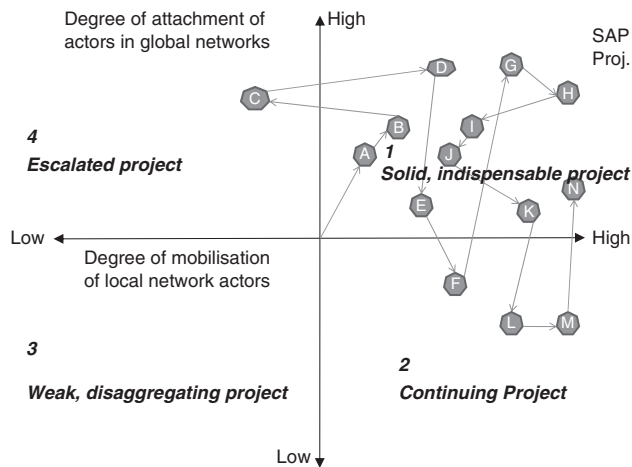 Degree of attachment of
actors in global networks
High
SAP
Proj.
G
D
H
C
I
B
4
1
A
J
Escalated project
Solid, indispensable project
N
E
K
Low
High
Degree of mobilisation
of local network actors
F
L
M
3
2
Weak, disaggregating project
Continuing Project
Low